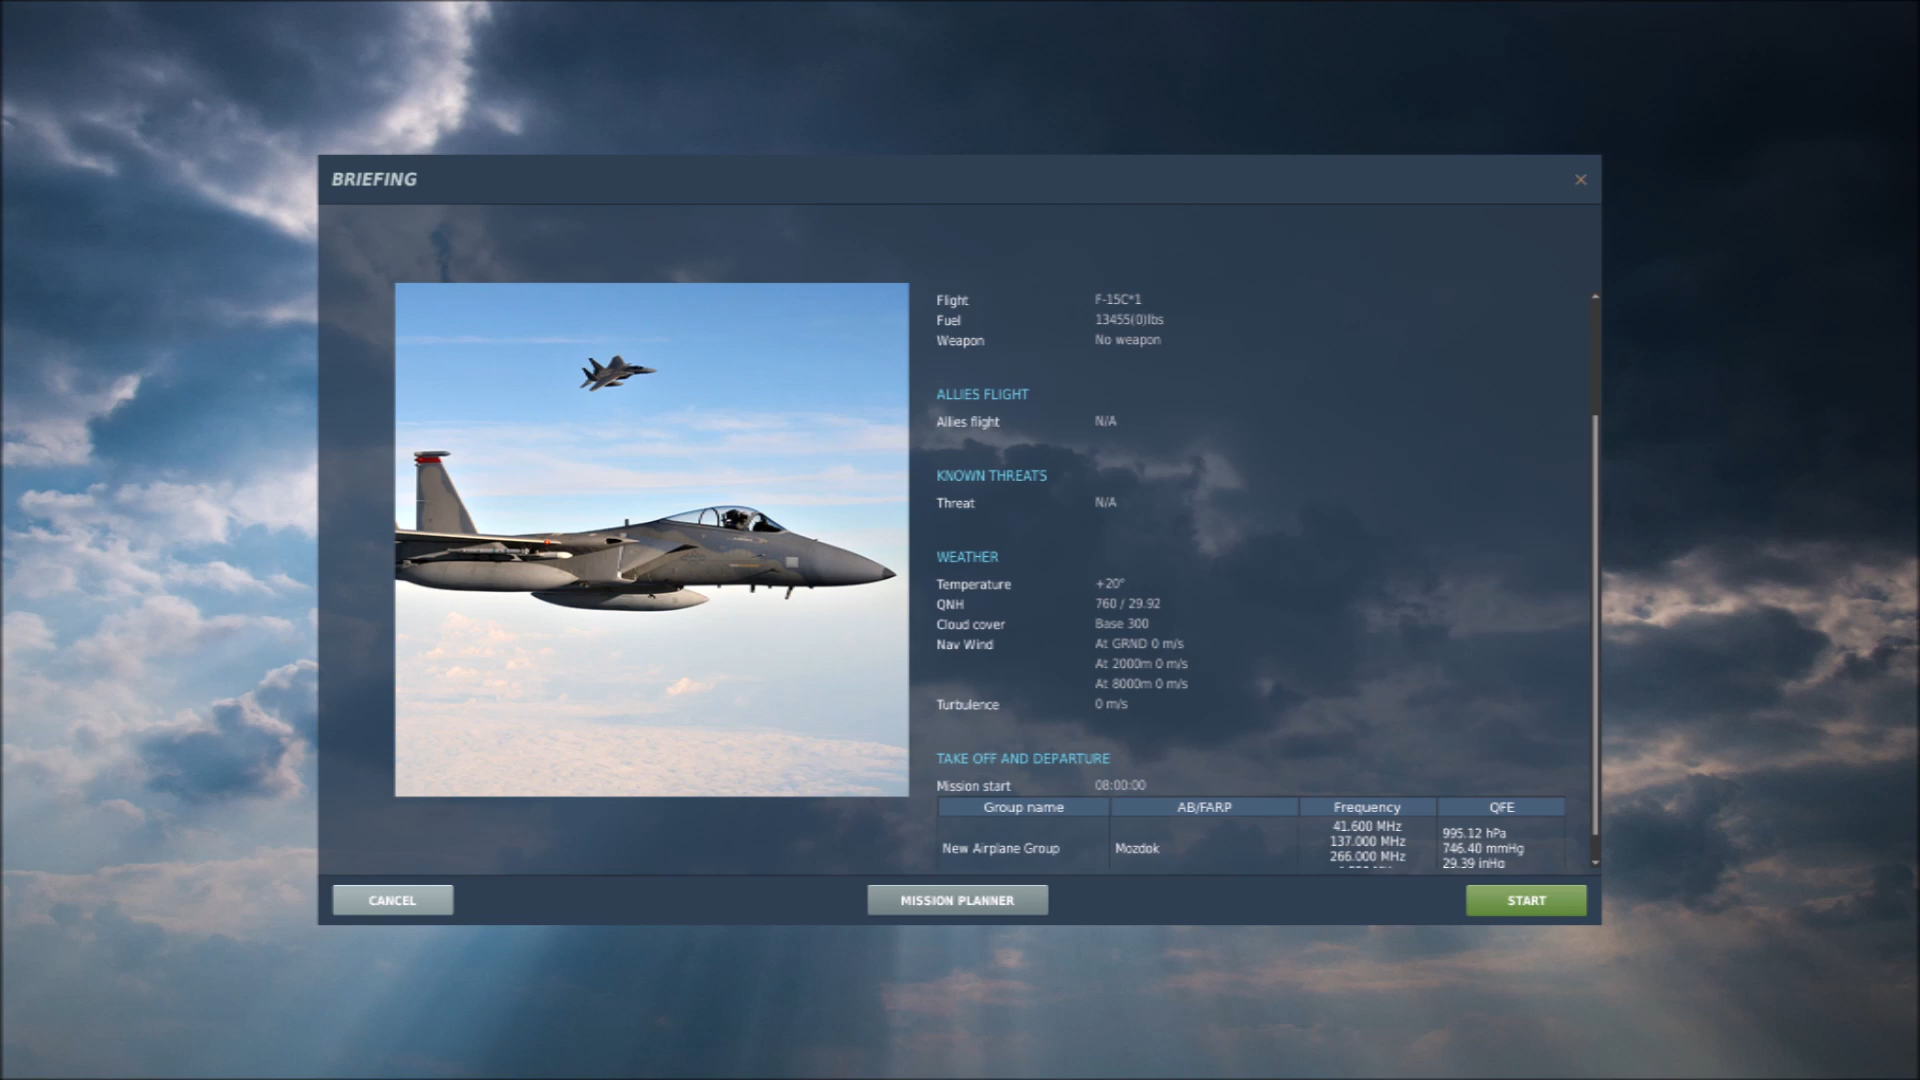 BRIEFING
Flight F-15C*1
Fuel 13455(0)lbs
Weapon No weapon
ALLIES FLIGHT
Allies flight N/A
KNOWN THREATS
Threat N/A
WEATHER
Temperature +20°
QNH 760 / 29.92
Cloud cover Base 300
Nav Wind At GRND 0 m/s
At 2000m 0 m/s
At 8000m 0 m/s
Turbulence 0 m/s
TAKE OFF AND DEPARTURE
Mission start 08:00:00
Group name AB/FARP Frequency QFE
New Airplane Group Mozdok
41.600 MHz
137.000 MHz
266.000 MHz
995.12 hPa
746.40 mmHg
29.39 inHg
CANCEL MISSION PLANNER START